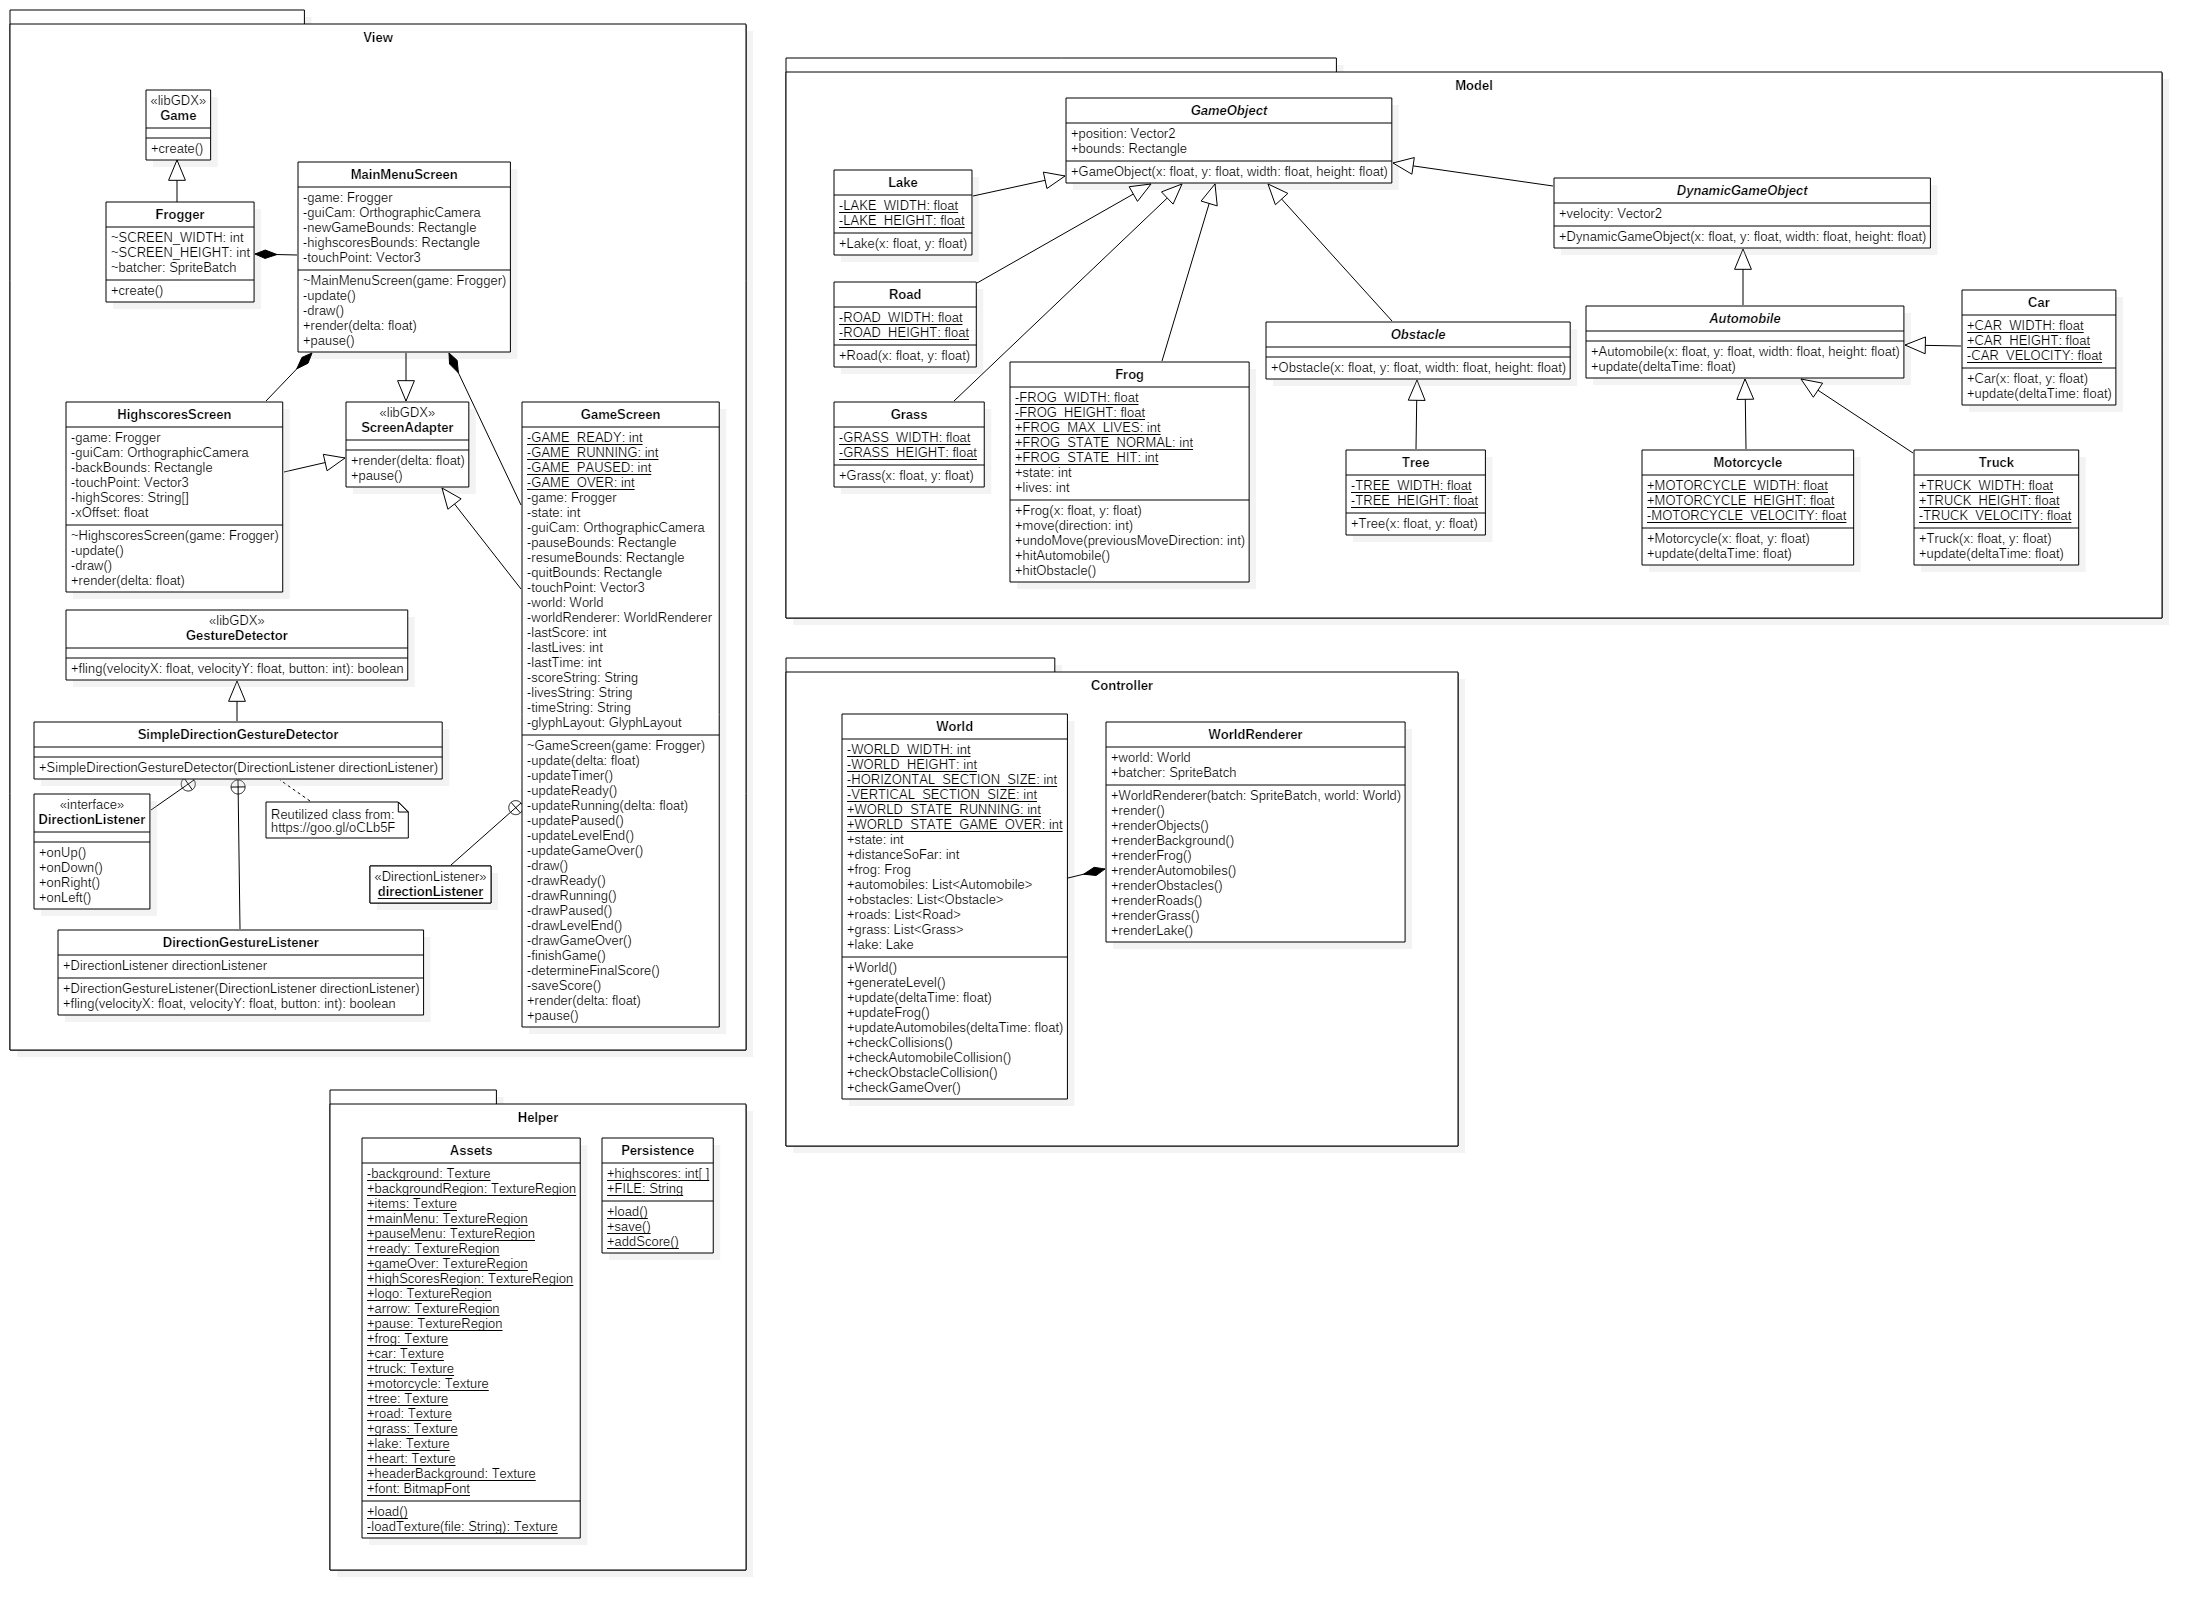 View
«libGDX»
Game
+create()
Frogger
~SCREEN_WIDTH: int
~SCREEN_HEIGHT: int
~batcher: SpriteBatch
+create()
MainMenuScreen
-game: Frogger
-guiCam: OrthographicCamera
-newGameBounds: Rectangle
-highscoresBounds: Rectangle
-touchPoint: Vector3
~MainMenuScreen(game: Frogger)
-update()
-draw()
+render(delta: float)
+pause()
HighscoresScreen
-game: Frogger
-guiCam: OrthographicCamera
-backBounds: Rectangle
-touchPoint: Vector3
-highScores: String[]
-xOffset: float
~HighscoresScreen(game: Frogger)
-update()
-draw()
+render(delta: float)
«libGDX»
ScreenAdapter
+render(delta: float)
+pause()
GameScreen
-GAME_READY: int
-GAME_RUNNING: int
-GAME_PAUSED: int
-GAME_OVER: int
-game: Frogger
-state: int
-guiCam: OrthographicCamera
-pauseBounds: Rectangle
-resumeBounds: Rectangle
-quitBounds: Rectangle
-touchPoint: Vector3
-world: World
-worldRenderer: WorldRenderer
-lastScore: int
-lastLives: int
-lastTime: int
-scoreString: String
-livesString: String
-timeString: String
-glyphLayout: GlyphLayout
~GameScreen(game: Frogger)
-update(delta: float)
-updateTimer()
-updateReady()
-updateRunning(delta: float)
-updatePaused()
-updateLevelEnd()
-updateGameOver()
-draw()
-drawReady()
-drawRunning()
-drawPaused()
-drawLevelEnd()
-drawGameOver()
-finishGame()
-determineFinalScore()
-saveScore()
+render(delta: float)
+pause()
«libGDX»
GestureDetector
+fling(velocityX: float, velocityY: float, button: int): boolean
SimpleDirectionGestureDetector
+SimpleDirectionGestureDetector(DirectionListener directionListener)
«interface»
DirectionListener
+onUp()
+onDown()
+onRight()
+onLeft()
Reutilized class from:
https://goo.gl/oCLb5F
«DirectionListener»
directionListener
DirectionGestureListener
+DirectionListener directionListener
+DirectionGestureListener(DirectionListener directionListener)
+fling(velocityX: float, velocityY: float, button: int): boolean
Model
GameObject
+position: Vector2
+bounds: Rectangle
+GameObject(x: float, y: float, width: float, height: float)
Lake
-LAKE_WIDTH: float
-LAKE_HEIGHT: float
+Lake(x: float, y: float)
Road
-ROAD_WIDTH: float
-ROAD_HEIGHT: float
+Road(x: float, y: float)
Grass
-GRASS_WIDTH: float
-GRASS_HEIGHT: float
+Grass(x: float, y: float)
Frog
-FROG_WIDTH: float
-FROG_HEIGHT: float
+FROG_MAX_LIVES: int
+FROG_STATE_NORMAL: int
+FROG_STATE_HIT: int
+state: int
+lives: int
+Frog(x: float, y: float)
+move(direction: int)
+undoMove(previousMoveDirection: int)
+hitAutomobile()
+hitObstacle()
Obstacle
+Obstacle(x: float, y: float, width: float, height: float)
Tree
-TREE_WIDTH: float
-TREE_HEIGHT: float
+Tree(x: float, y: float)
DynamicGameObject
+velocity: Vector2
+DynamicGameObject(x: float, y: float, width: float, height: float)
Automobile
+Automobile(x: float, y: float, width: float, height: float)
+update(deltaTime: float)
Car
+CAR_WIDTH: float
+CAR_HEIGHT: float
-CAR_VELOCITY: float
+Car(x: float, y: float)
+update(deltaTime: float)
Motorcycle
+MOTORCYCLE_WIDTH: float
+MOTORCYCLE_HEIGHT: float
-MOTORCYCLE_VELOCITY: float
+Motorcycle(x: float, y: float)
+update(deltaTime: float)
Truck
+TRUCK_WIDTH: float
+TRUCK_HEIGHT: float
-TRUCK_VELOCITY: float
+Truck(x: float, y: float)
+update(deltaTime: float)
Controller
World
-WORLD_WIDTH: int
-WORLD_HEIGHT: int
-HORIZONTAL_SECTION_SIZE: int
-VERTICAL_SECTION_SIZE: int
+WORLD_STATE_RUNNING: int
+WORLD_STATE_GAME_OVER: int
+state: int
+distanceSoFar: int
+frog: Frog
+automobiles: List<Automobile>
+obstacles: List<Obstacle>
+roads: List<Road>
+grass: List<Grass>
+lake: Lake
+World()
+generateLevel()
+update(deltaTime: float)
+updateFrog()
+updateAutomobiles(deltaTime: float)
+checkCollisions()
+checkAutomobileCollision()
+checkObstacleCollision()
+checkGameOver()
WorldRenderer
+world: World
+batcher: SpriteBatch
+WorldRenderer(batch: SpriteBatch, world: World)
+render()
+renderObjects()
+renderBackground()
+renderFrog()
+renderAutomobiles()
+renderObstacles()
+renderRoads()
+renderGrass()
+renderLake()
Helper
Assets
-background: Texture
+backgroundRegion: TextureRegion
+items: Texture
+mainMenu: TextureRegion
+pauseMenu: TextureRegion
+ready: TextureRegion
+gameOver: TextureRegion
+highScoresRegion: TextureRegion
+logo: TextureRegion
+arrow: TextureRegion
+pause: TextureRegion
+frog: Texture
+car: Texture
+truck: Texture
+motorcycle: Texture
+tree: Texture
+road: Texture
+grass: Texture
+lake: Texture
+heart: Texture
+headerBackground: Texture
+font: BitmapFont
+load()
-loadTexture(file: String): Texture
Persistence
+highscores: int[ ]
+FILE: String
+load()
+save()
+addScore()